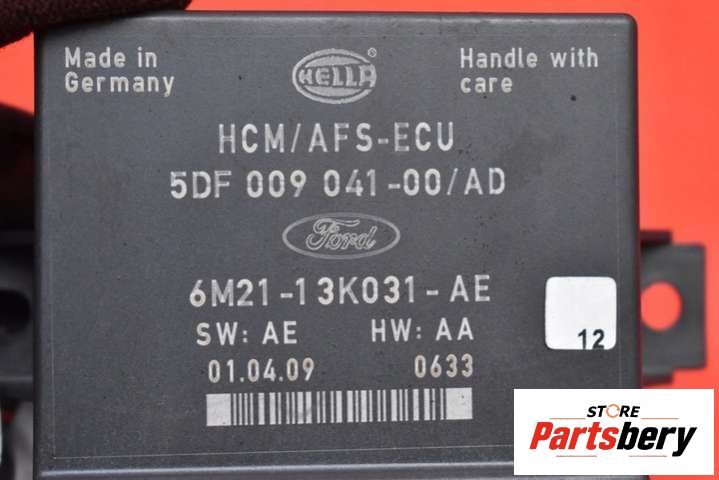 Made in
Germany
HELLA
®
Handle with
care
HCM/AFS-ECU
5DF 009 041-00/AD
Ford
6M21-13K031-AE
SW: AE HW: AA
01.04.09 0633
12
STORE
Partsbery